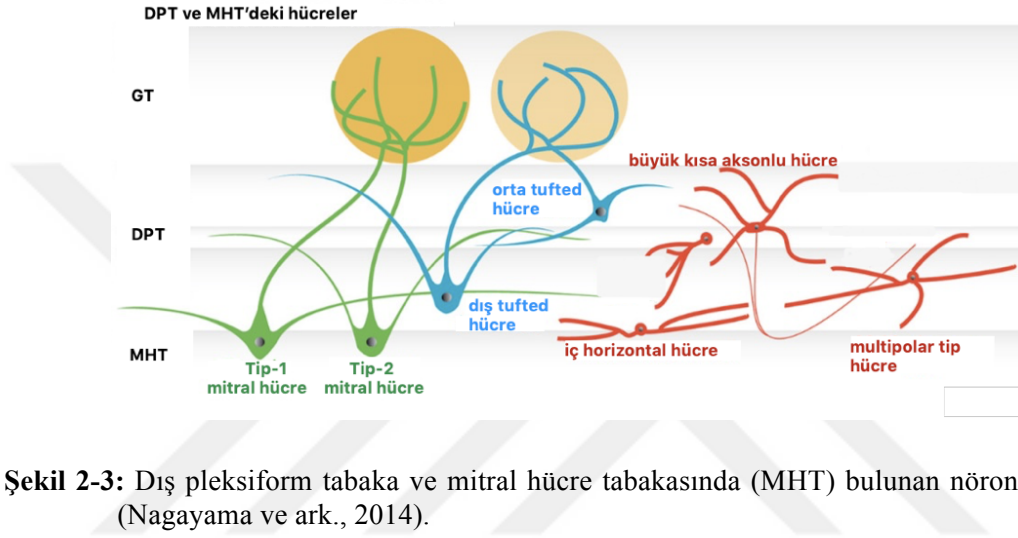 DPT ve MHT'deki hücreler
GT
büyük kısa aksonlu hücre
orta tufted
hücre
DPT
dış tufted
hücre
MHT
iç horizontal hücre
multipolar tip
hücre
Tip-1
mitral hücre
Tip-2
mitral hücre
Şekil 2-3: Dış pleksiform tabaka ve mitral hücre tabakasında (MHT) bulunan nöron
(Nagayama ve ark., 2014).